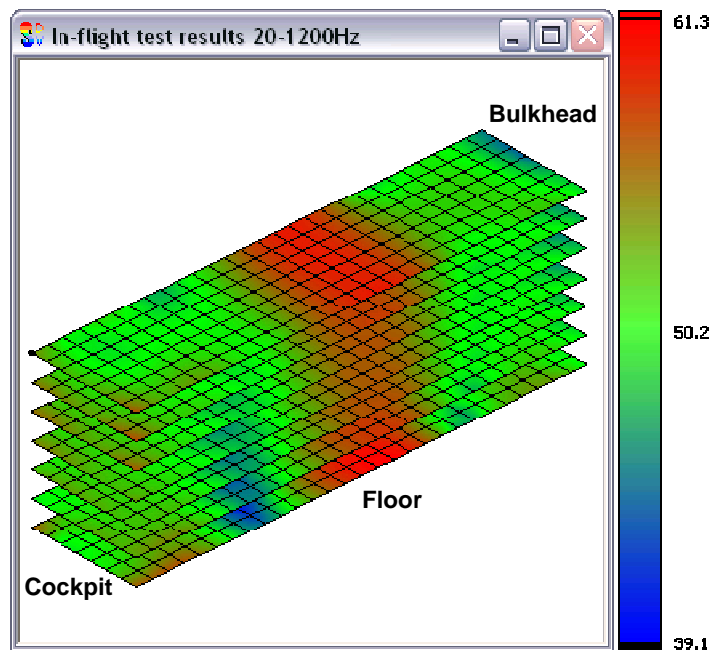 In-flight test results 20-1200Hz
61.3
Bulkhead
50.2
Floor
Cockpit
39.1